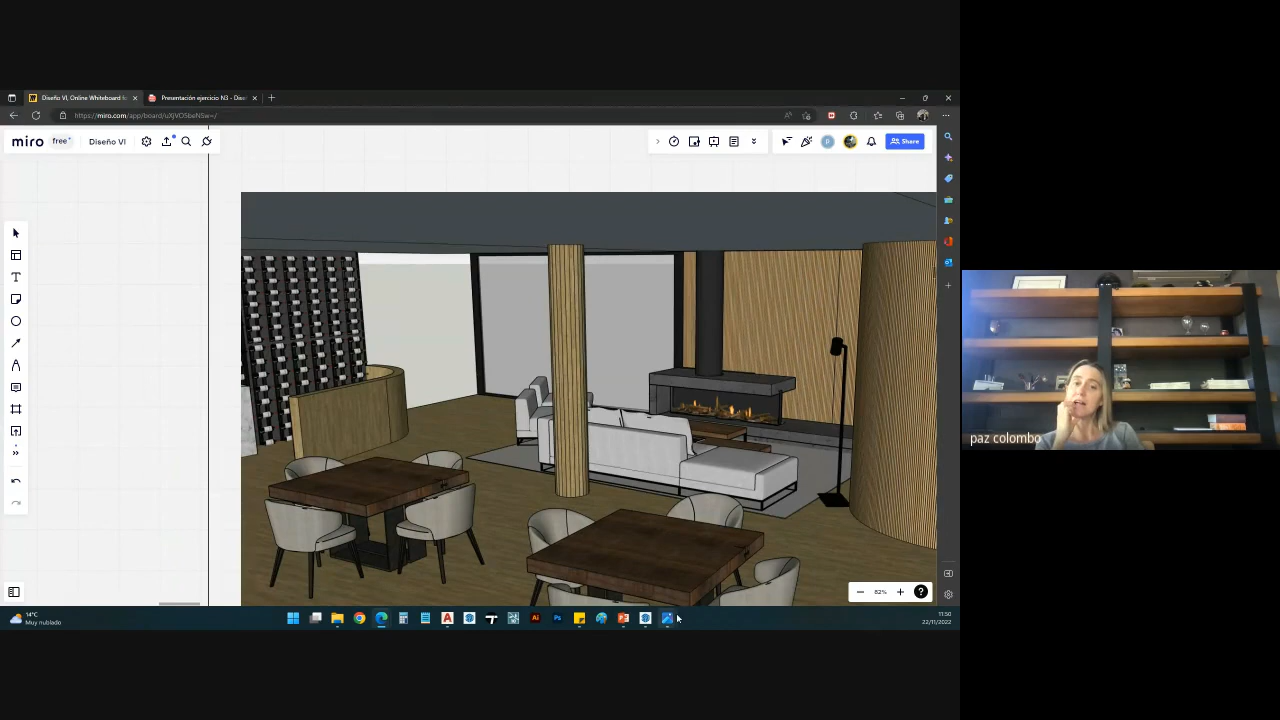 Diseño VI, Online Whiteboard fo
Presentación ejercicio N3 - Dise
https://miro.com/app/board/uXjVO5beNSw=/
miro
free
Diseño VI
Share
paz colombo
82%
14°C
Muy nublado
11:50
22/11/2022